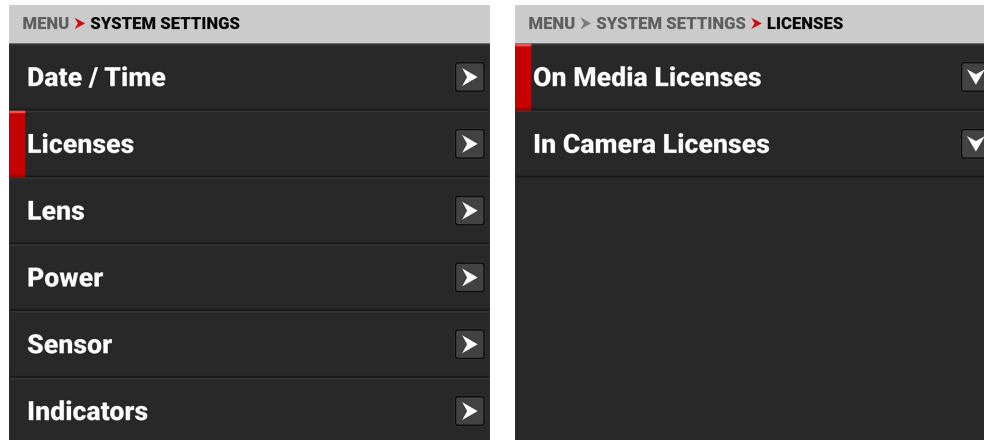 MENU ➤ SYSTEM SETTINGS
Date / Time
Licenses
Lens
Power
Sensor
Indicators
MENU ➤ SYSTEM SETTINGS ➤ LICENSES
On Media Licenses
In Camera Licenses